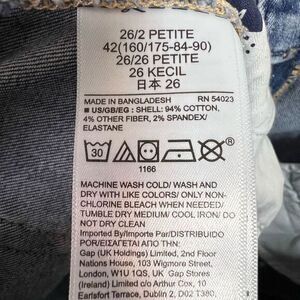 26/2 PETITE
42(160/175-84-90)
26/26 PETITE
26 KECIL
日本 26
MADE IN BANGLADESH RN 54023
■ US/GB/EG : SHELL: 94% COTTON,
4% OTHER FIBER, 2% SPANDEX/
ELASTANE
30
1166
MACHINE WASH COLD/ WASH AND
DRY WITH LIKE COLORS/ ONLY NON-
CHLORINE BLEACH WHEN NEEDED/
TUMBLE DRY MEDIUM/ COOL IRON/ DO
NOT DRY CLEAN
Imported By/Importe Par/DISTRIBUIDO
POR/ΕΙΣΑΓΕΤΑΙ ΑΠΟ :
Gap (UK Holdings) Limited, 2nd Floor
Nations House, 103 Wigmore Street,
London, W1U 1QS, UK Gap Stores
(Ireland) Limited c/o Arthur Cox, 10
Earlsfort Terrace, Dublin 2, D02 T380,